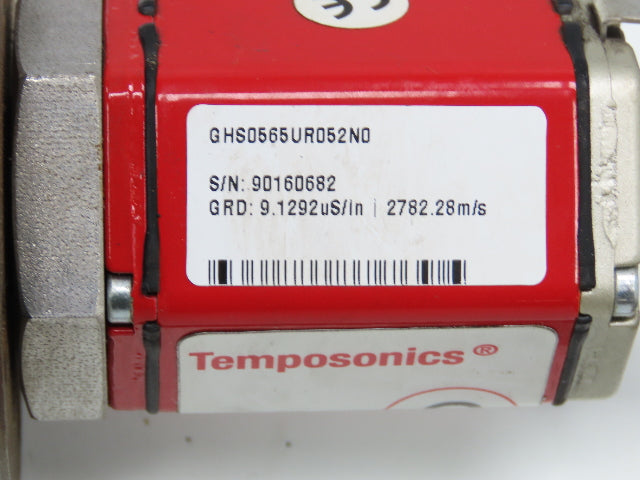 GHS0565UR052N0
S/N: 90160682
GRD: 9.1292uS/in | 2782.28m/s
Temposonics®